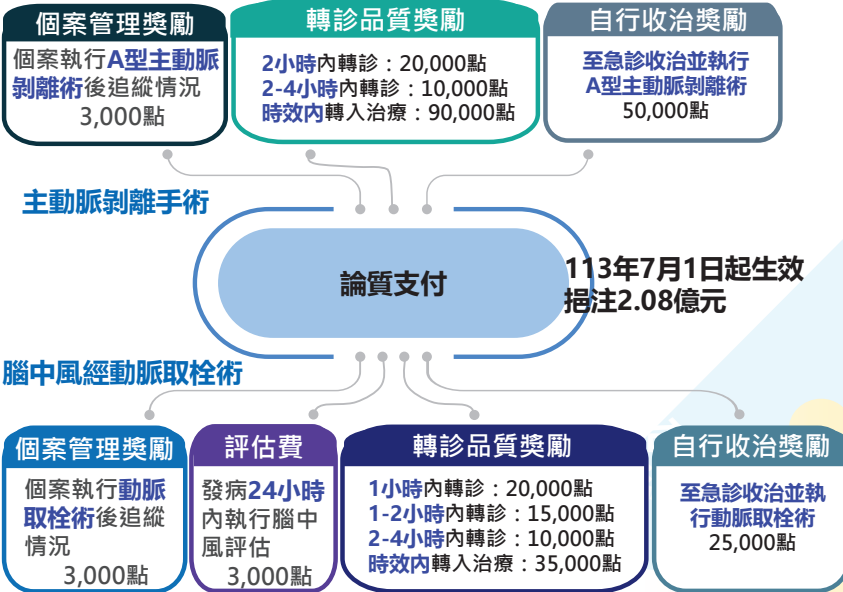 個案管理獎勵
個案執行A型主動脈
剝離術後追縱情況
3,000點
轉診品質獎勵
2小時內轉診：20,000點
2-4小時內轉診：10,000點
時效内轉入治療：90,000點
自行收治獎勵
至急診收治並執行
A型主動脈剝離術
50,000點
主動脈剝離手術
論質支付
113年7月1日起生效
挹注2.08億元
腦中風經動脈取栓術
個案管理獎勵
個案執行動脈
取栓術後追縱
情況
3,000點
評估費
發病24小時
內執行腦中
風評估
3,000點
轉診品質獎勵
1小時內轉診：20,000點
1-2小時內轉診：15,000點
2-4小時內轉診：10,000點
時效内轉入治療：35,000點
自行收治獎勵
至急診收治並執
行動脈取栓術
25,000點